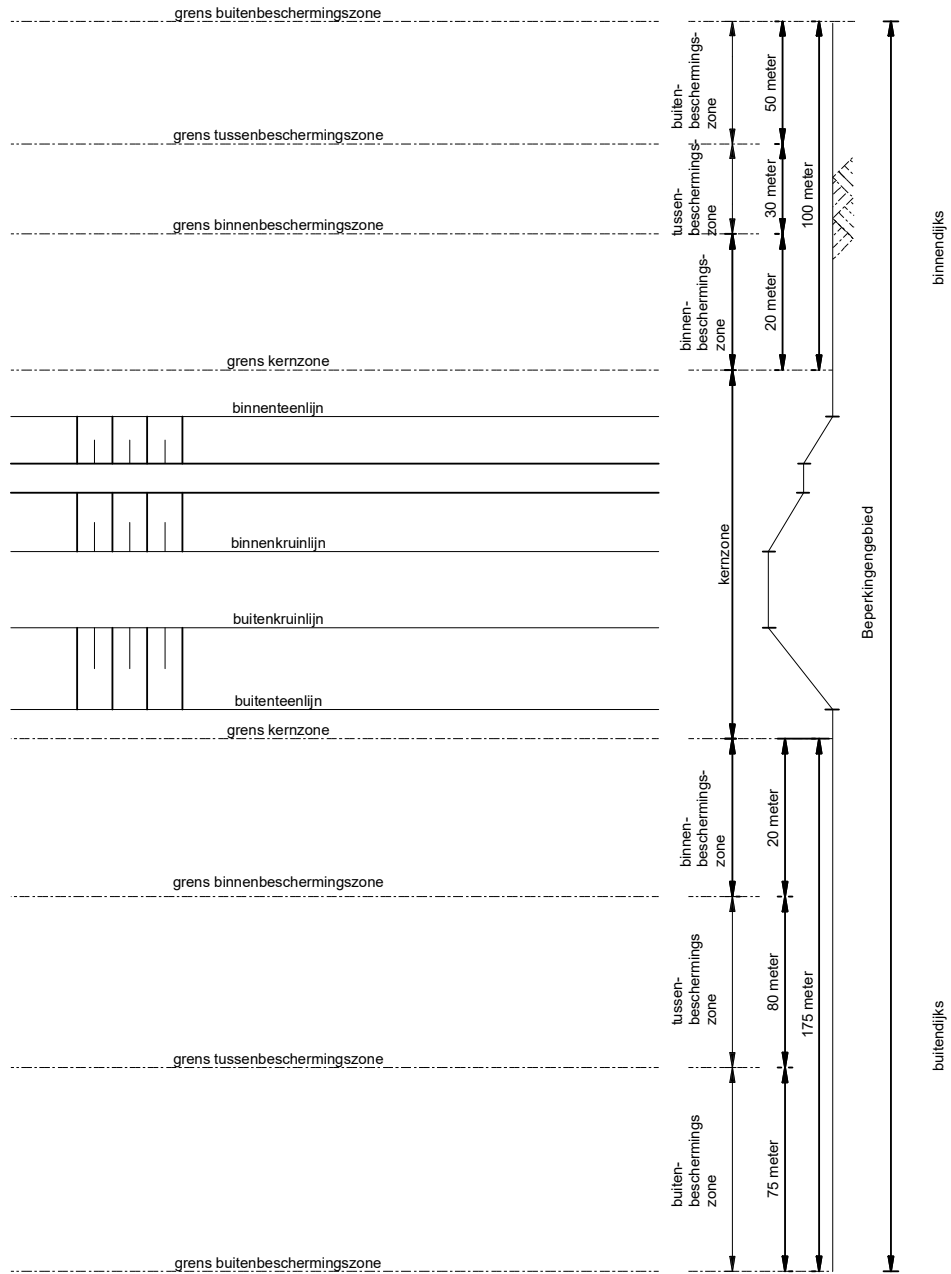 grens buitenbeschermingszone
buiten-
beschermings-
zone
50 meter
grens tussenbeschermingszone
tussen-
beschermings-
zone
30 meter
100 meter
grens binnenbeschermingszone
binnen-
beschermings-
zone
20 meter
binnendijks
grens kernzone
binnenteenlijn
binnenkruinlijn
kernzone
Beperkingengebied
buitenkruinlijn
buitenteenlijn
grens kernzone
binnen-
beschermings-
zone
20 meter
grens binnenbeschermingszone
tussen-
beschermings
zone
80 meter
175 meter
buitendijks
grens tussenbeschermingszone
buiten-
beschermings
zone
75 meter
grens buitenbeschermingszone